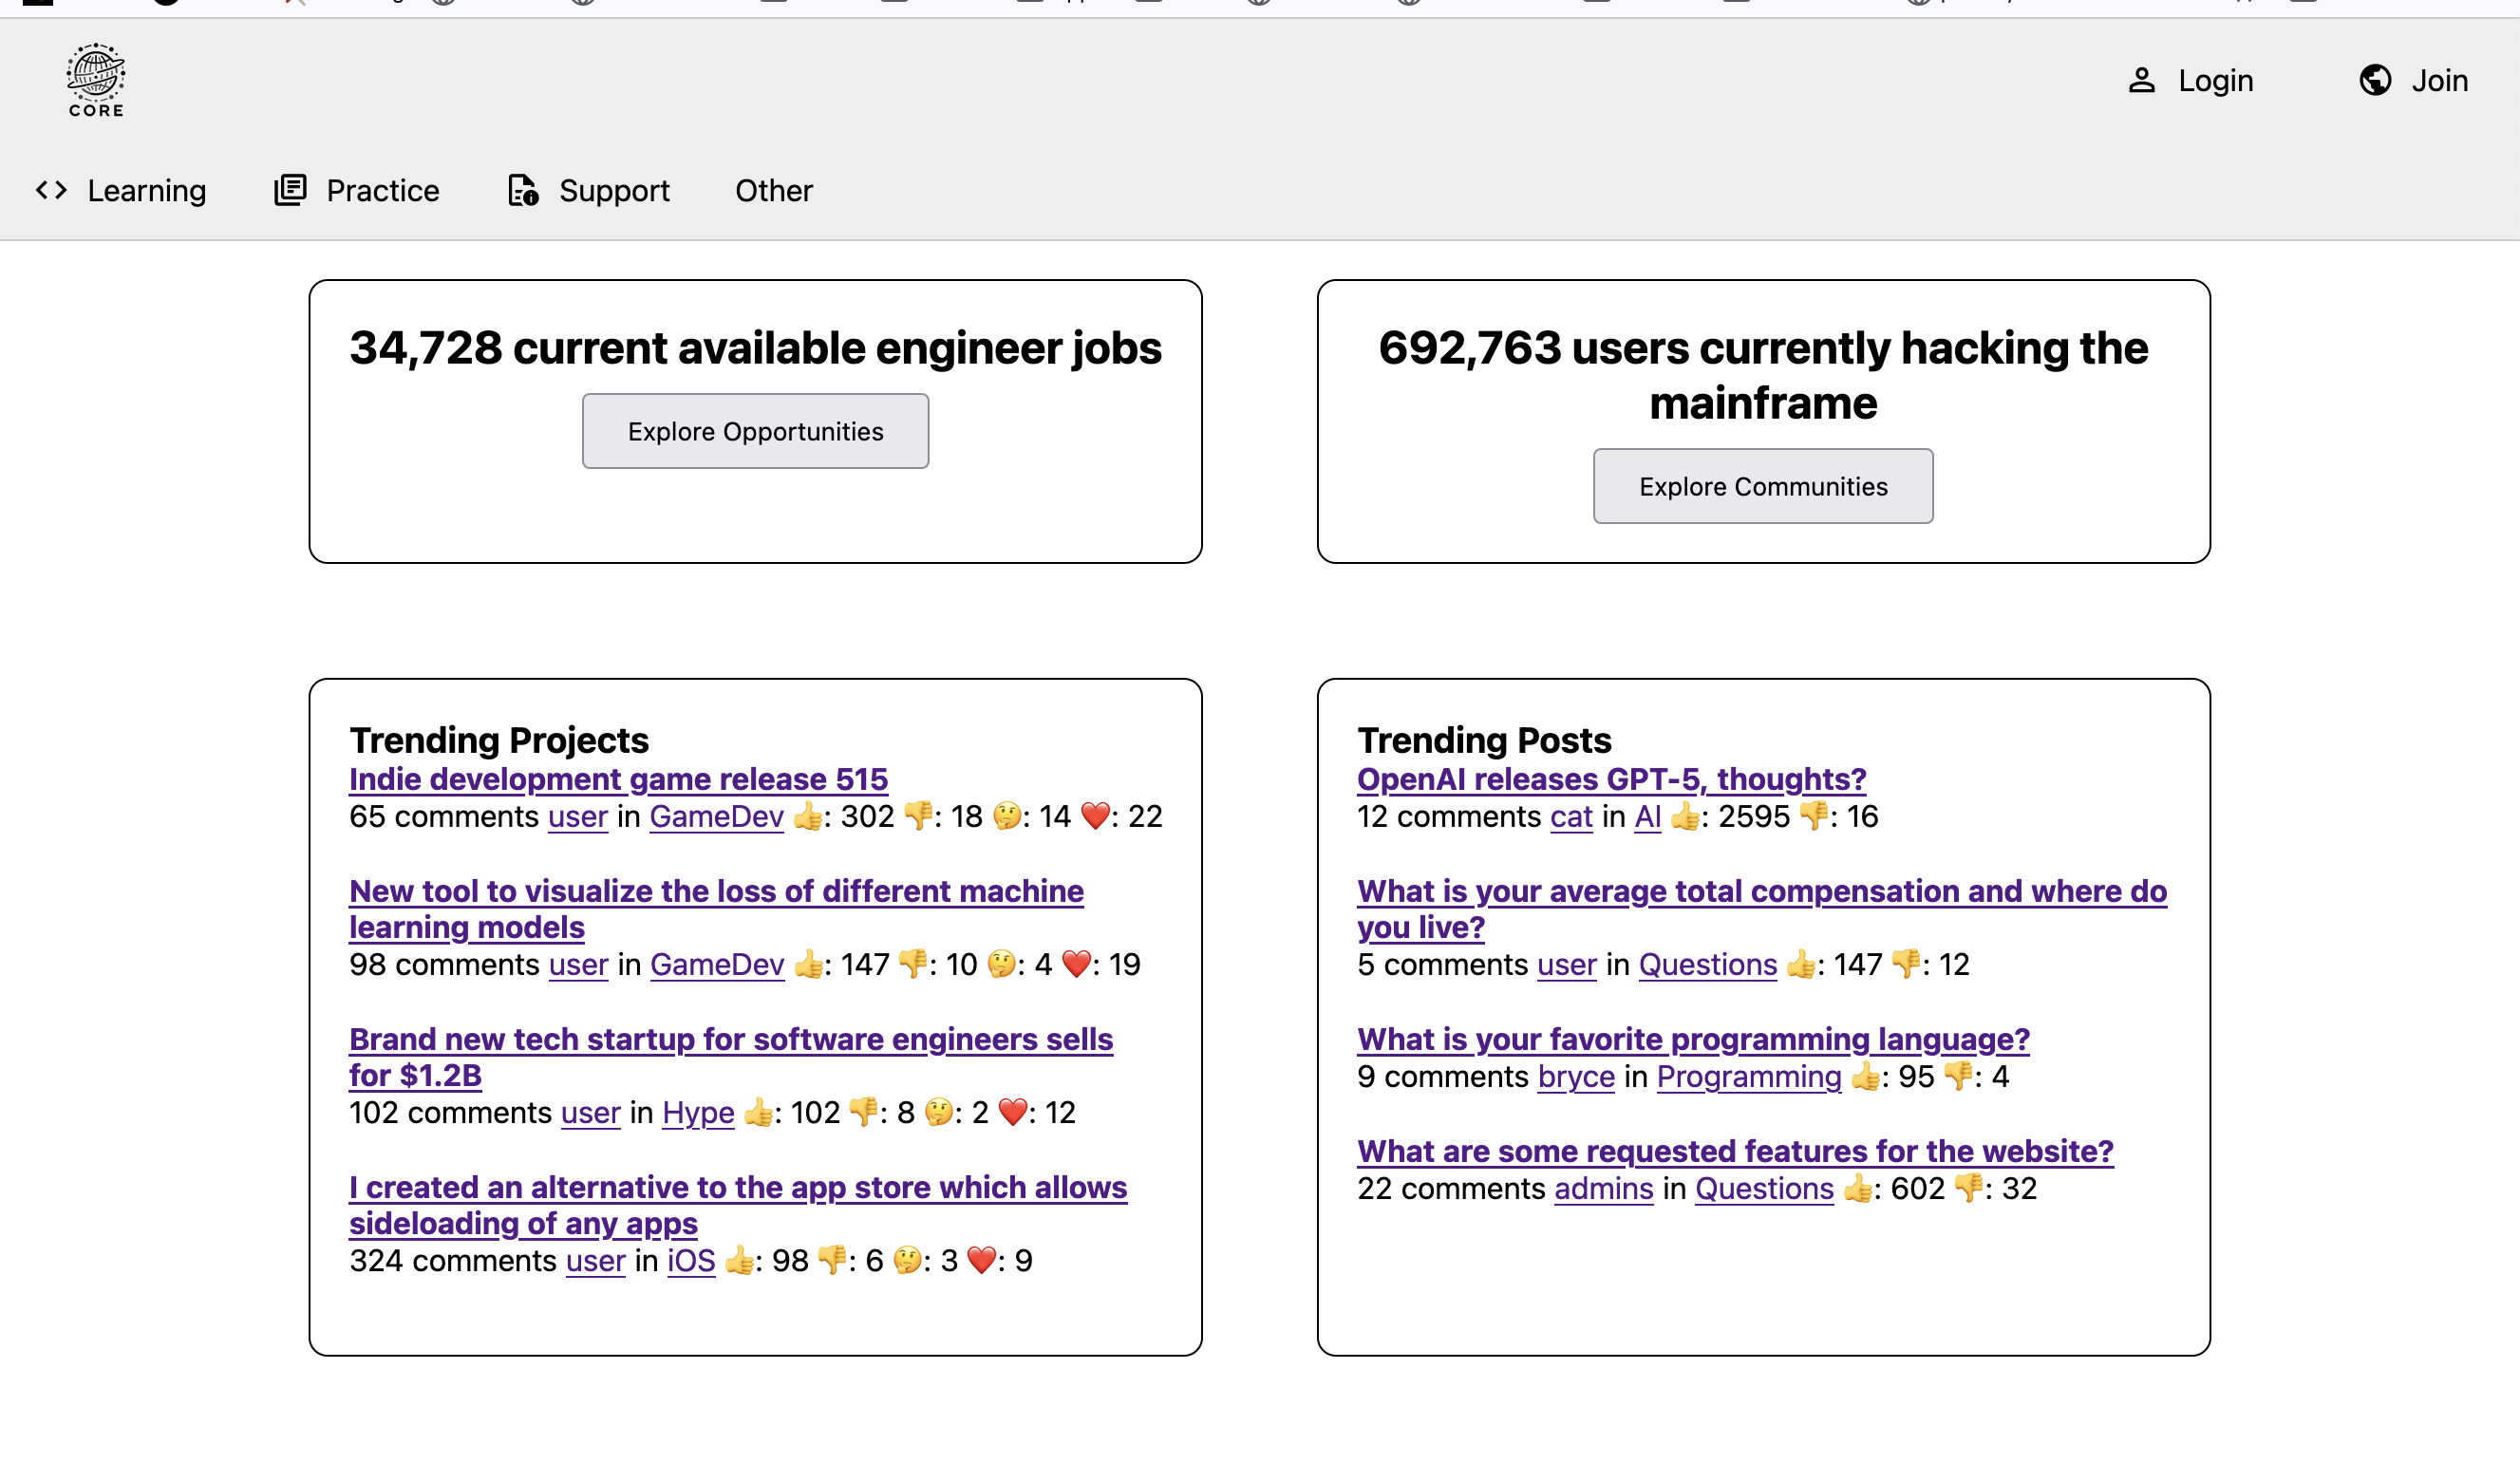 CORE
Login
Join
Learning
Practice
Support
Other
34,728 current available engineer jobs
Explore Opportunities
692,763 users currently hacking the
mainframe
Explore Communities
Trending Projects
Indie development game release 515
65 comments user in GameDev 👍: 302 👎: 18 🤔: 14 ❤️: 22
New tool to visualize the loss of different machine
learning models
98 comments user in GameDev 👍: 147 👎: 10 🤔: 4 ❤️: 19
Brand new tech startup for software engineers sells
for $1.2B
102 comments user in Hype 👍: 102 👎: 8 🤔: 2 ❤️: 12
I created an alternative to the app store which allows
sideloading of any apps
324 comments user in iOS 👍: 98 👎: 6 🤔: 3 ❤️: 9
Trending Posts
OpenAI releases GPT-5, thoughts?
12 comments cat in AI 👍: 2595 👎: 16
What is your average total compensation and where do
you live?
5 comments user in Questions 👍: 147 👎: 12
What is your favorite programming language?
9 comments bryce in Programming 👍: 95 👎: 4
What are some requested features for the website?
22 comments admins in Questions 👍: 602 👎: 32